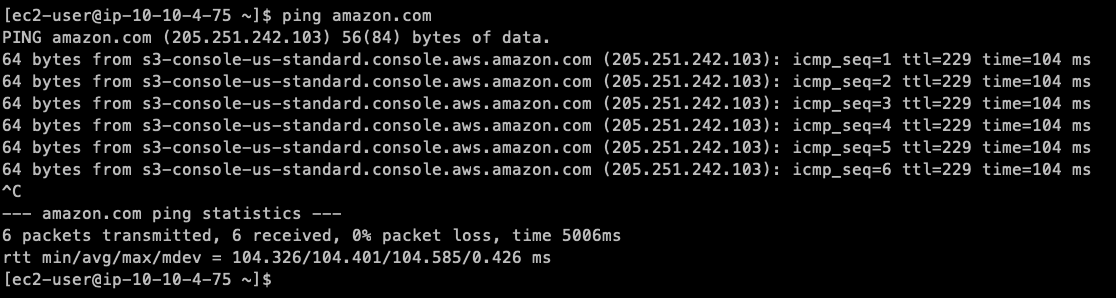 [ec2-user@ip-10-10-4-75 ~]$ ping amazon.com
PING amazon.com (205.251.242.103) 56(84) bytes of data.
64 bytes from s3-console-us-standard.console.aws.amazon.com (205.251.242.103): icmp_seq=1 ttl=229 time=104 ms
64 bytes from s3-console-us-standard.console.aws.amazon.com (205.251.242.103): icmp_seq=2 ttl=229 time=104 ms
64 bytes from s3-console-us-standard.console.aws.amazon.com (205.251.242.103): icmp_seq=3 ttl=229 time=104 ms
64 bytes from s3-console-us-standard.console.aws.amazon.com (205.251.242.103): icmp_seq=4 ttl=229 time=104 ms
64 bytes from s3-console-us-standard.console.aws.amazon.com (205.251.242.103): icmp_seq=5 ttl=229 time=104 ms
64 bytes from s3-console-us-standard.console.aws.amazon.com (205.251.242.103): icmp_seq=6 ttl=229 time=104 ms
^C
--- amazon.com ping statistics ---
6 packets transmitted, 6 received, 0% packet loss, time 5006ms
rtt min/avg/max/mdev = 104.326/104.401/104.585/0.426 ms
[ec2-user@ip-10-10-4-75 ~]$